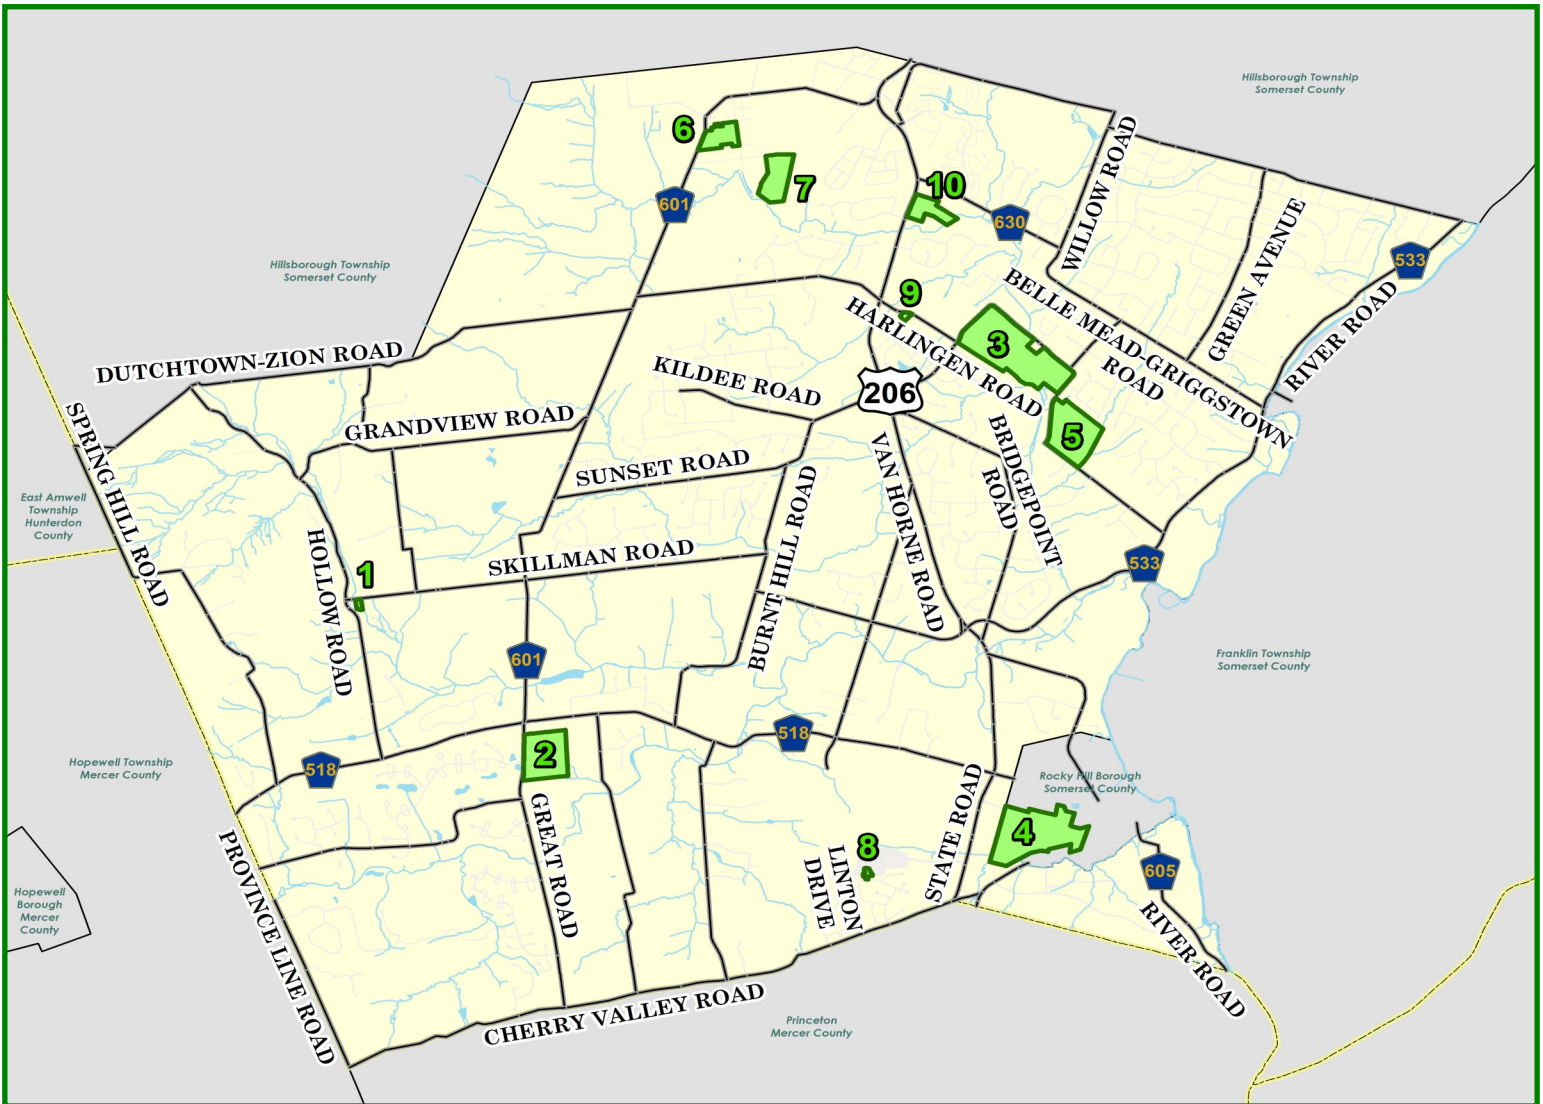 Hillsborough Township
Somerset County
6
7
10
601
630
WILLOW ROAD
GREEN AVENUE
533
RIVER ROAD
Hillsborough Township
Somerset County
9
BELLE MEAD-GRIGGSTOWN
ROAD
HARLINGEN ROAD
3
DUTCHTOWN-ZION ROAD
KILDEE ROAD
206
GRANDVIEW ROAD
SPRING HILL ROAD
5
SUNSET ROAD
VAN HORNE ROAD
BRIDGEPOINT
ROAD
East Amwell
Township
Hunterdon
County
HOLLOW ROAD
1
SKILLMAN ROAD
BURNT HILL ROAD
533
601
Franklin Township
Somerset County
518
2
518
Hopewell Township
Mercer County
Rocky Hill Borough
Somerset County
GREAT ROAD
8
LINTON
DRIVE
STATE ROAD
4
605
RIVER ROAD
Hopewell
Borough
Mercer
County
PROVINCE LINE ROAD
CHERRY VALLEY ROAD
Princeton
Mercer County